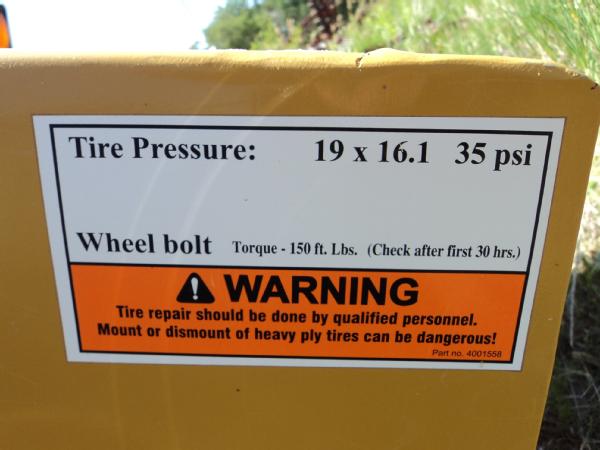 Tire Pressure: 19 x 16.1 35 psi
Wheel bolt Torque - 150 ft. Lbs. (Check after first 30 hrs.)
WARNING
Tire repair should be done by qualified personnel.
Mount or dismount of heavy ply tires can be dangerous!
Part no. 4001558